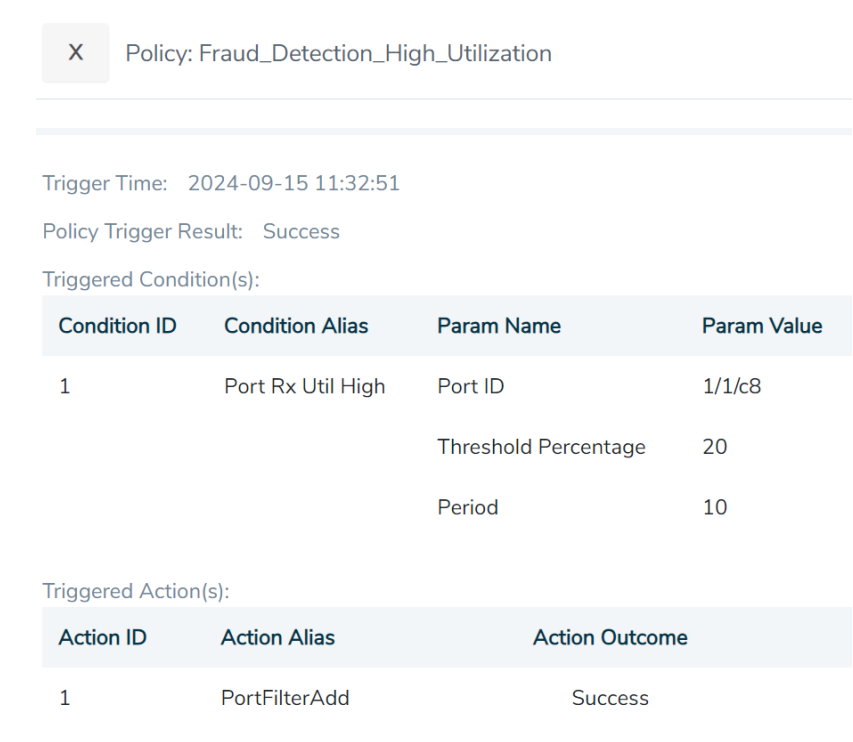 X Policy: Fraud_Detection_High_Utilization
Trigger Time: 2024-09-15 11:32:51
Policy Trigger Result: Success
Triggered Condition(s):
Condition ID Condition Alias Param Name Param Value
1 Port Rx Util High Port ID 1/1/c8
Threshold Percentage 20
Period 10
Triggered Action(s):
Action ID Action Alias Action Outcome
1 PortFilterAdd Success